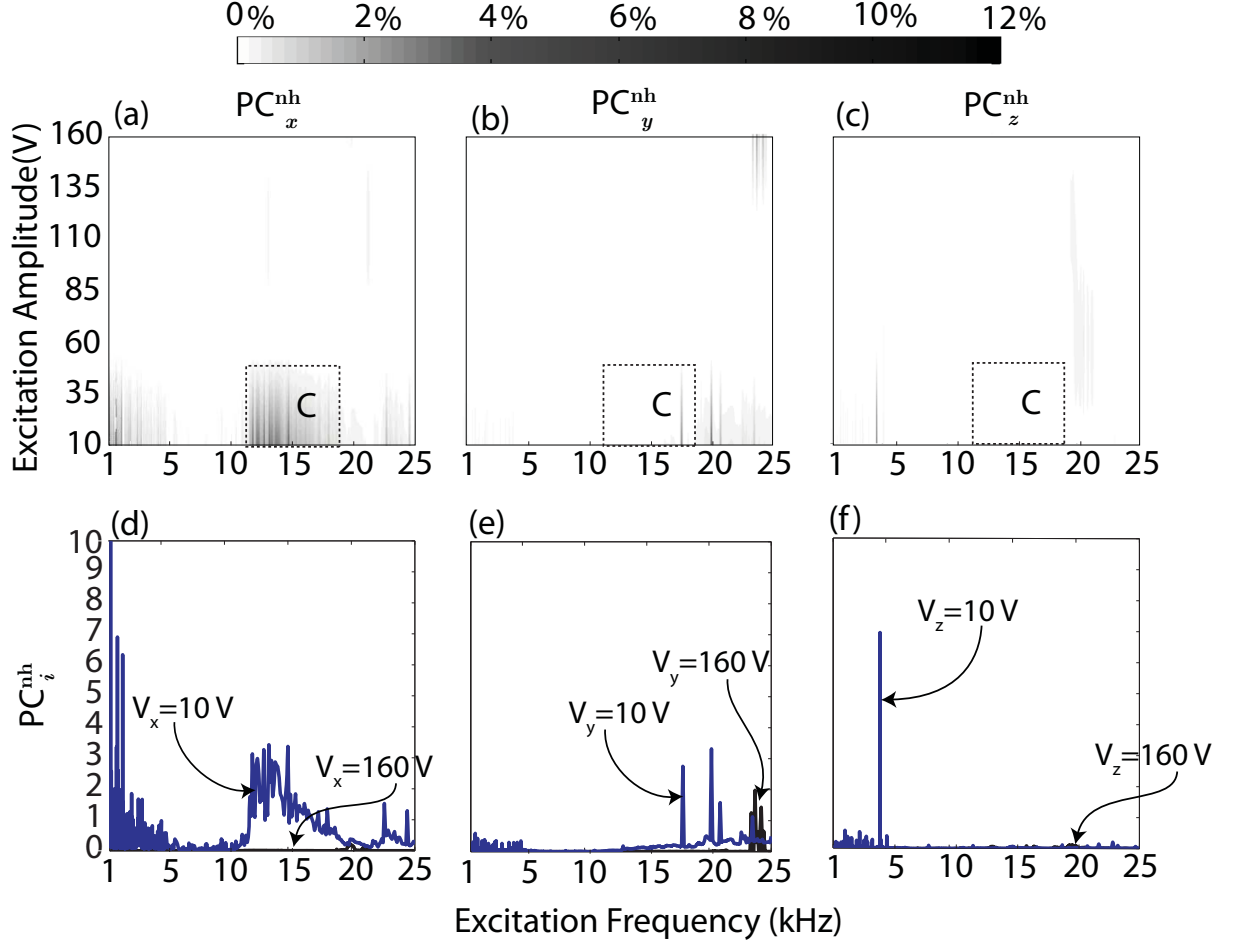 0% 2% 4% 6% 8% 10% 12%
(a) PC^nh_x (b) PC^nh_y (c) PC^nh_z
Excitation Amplitude(V)
160
135
110
85
60
35
10
C C C
1 5 10 15 20 25 1 5 10 15 20 25 1 5 10 15 20 25
(d) (e) (f)
PC^nh_i
10
9
8
7
6
5
4
3
2
1
0
V_x=10 V
V_x=160 V
V_y=160 V
V_y=10 V
V_z=10 V
V_z=160 V
1 5 10 15 20 25 1 5 10 15 20 25 1 5 10 15 20 25
Excitation Frequency (kHz)